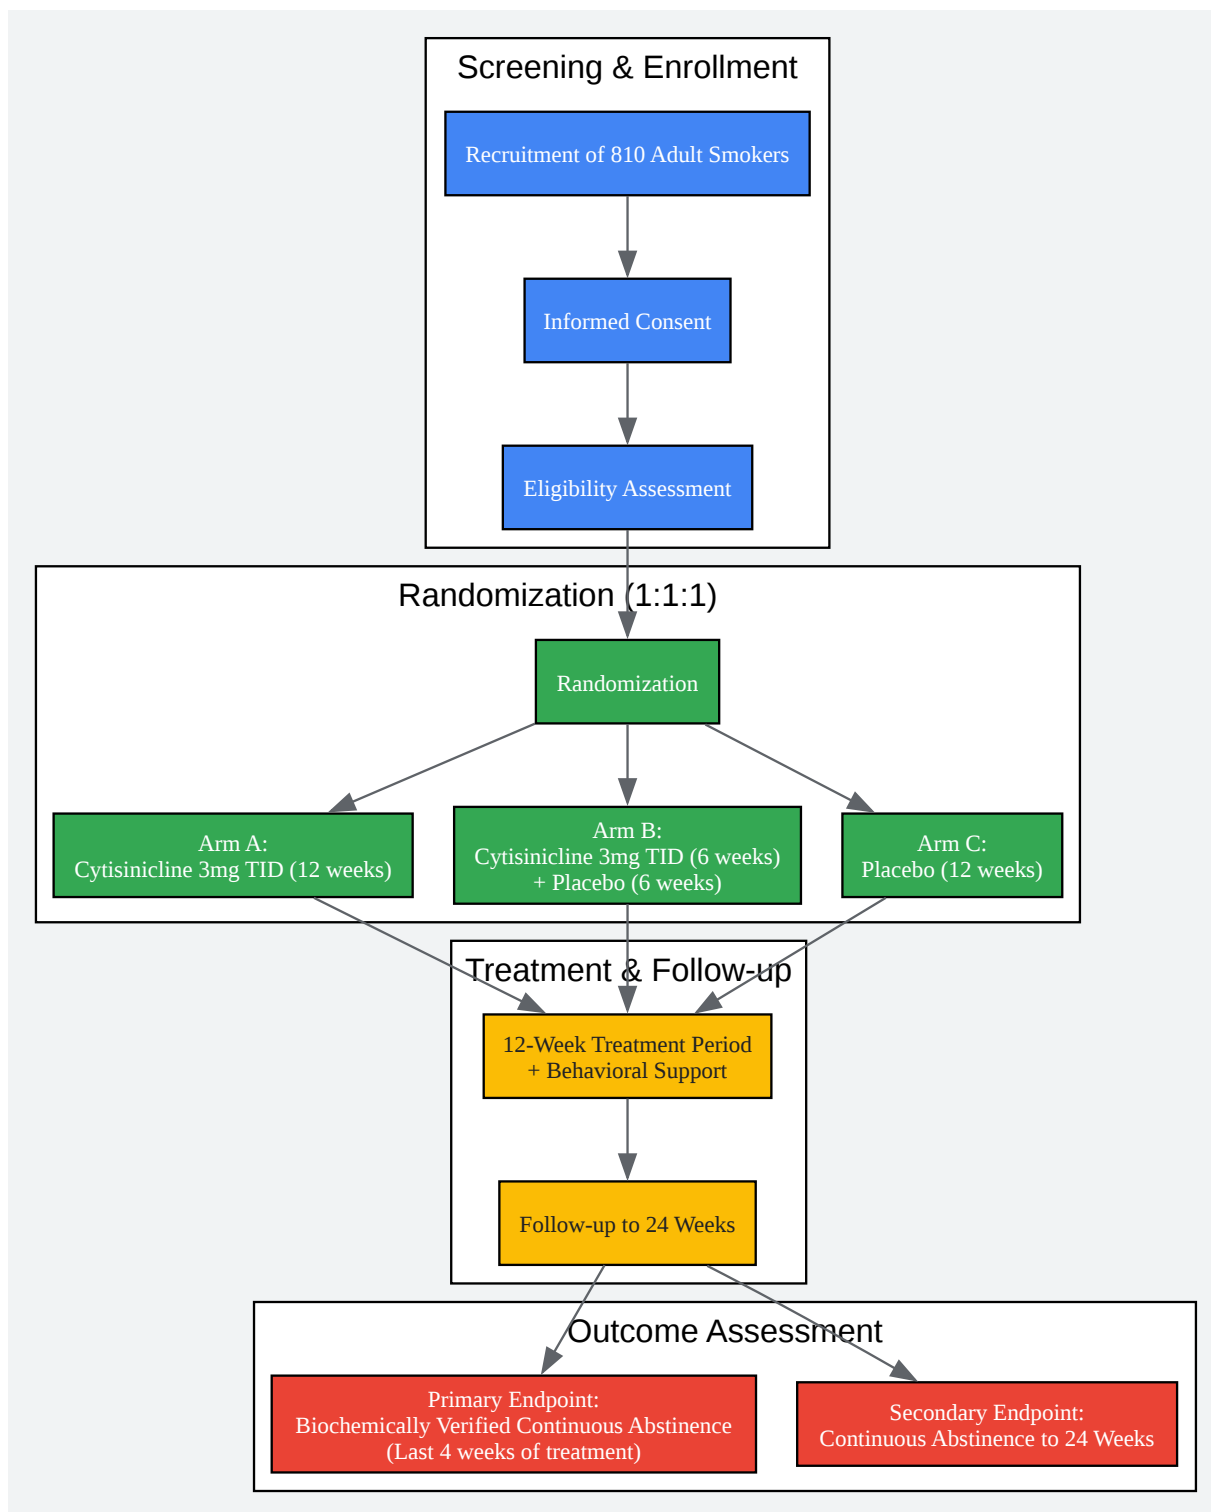 Screening & Enrollment
Recruitment of 810 Adult Smokers
Informed Consent
Eligibility Assessment
Randomization (1:1:1)
Randomization
Arm A:
Cytisinicline 3mg TID (12 weeks)
Arm B:
Cytisinicline 3mg TID (6 weeks)
+ Placebo (6 weeks)
Arm C:
Placebo (12 weeks)
Treatment & Follow-up
12-Week Treatment Period
+ Behavioral Support
Follow-up to 24 Weeks
Outcome Assessment
Primary Endpoint:
Biochemically Verified Continuous Abstinence
(Last 4 weeks of treatment)
Secondary Endpoint:
Continuous Abstinence to 24 Weeks